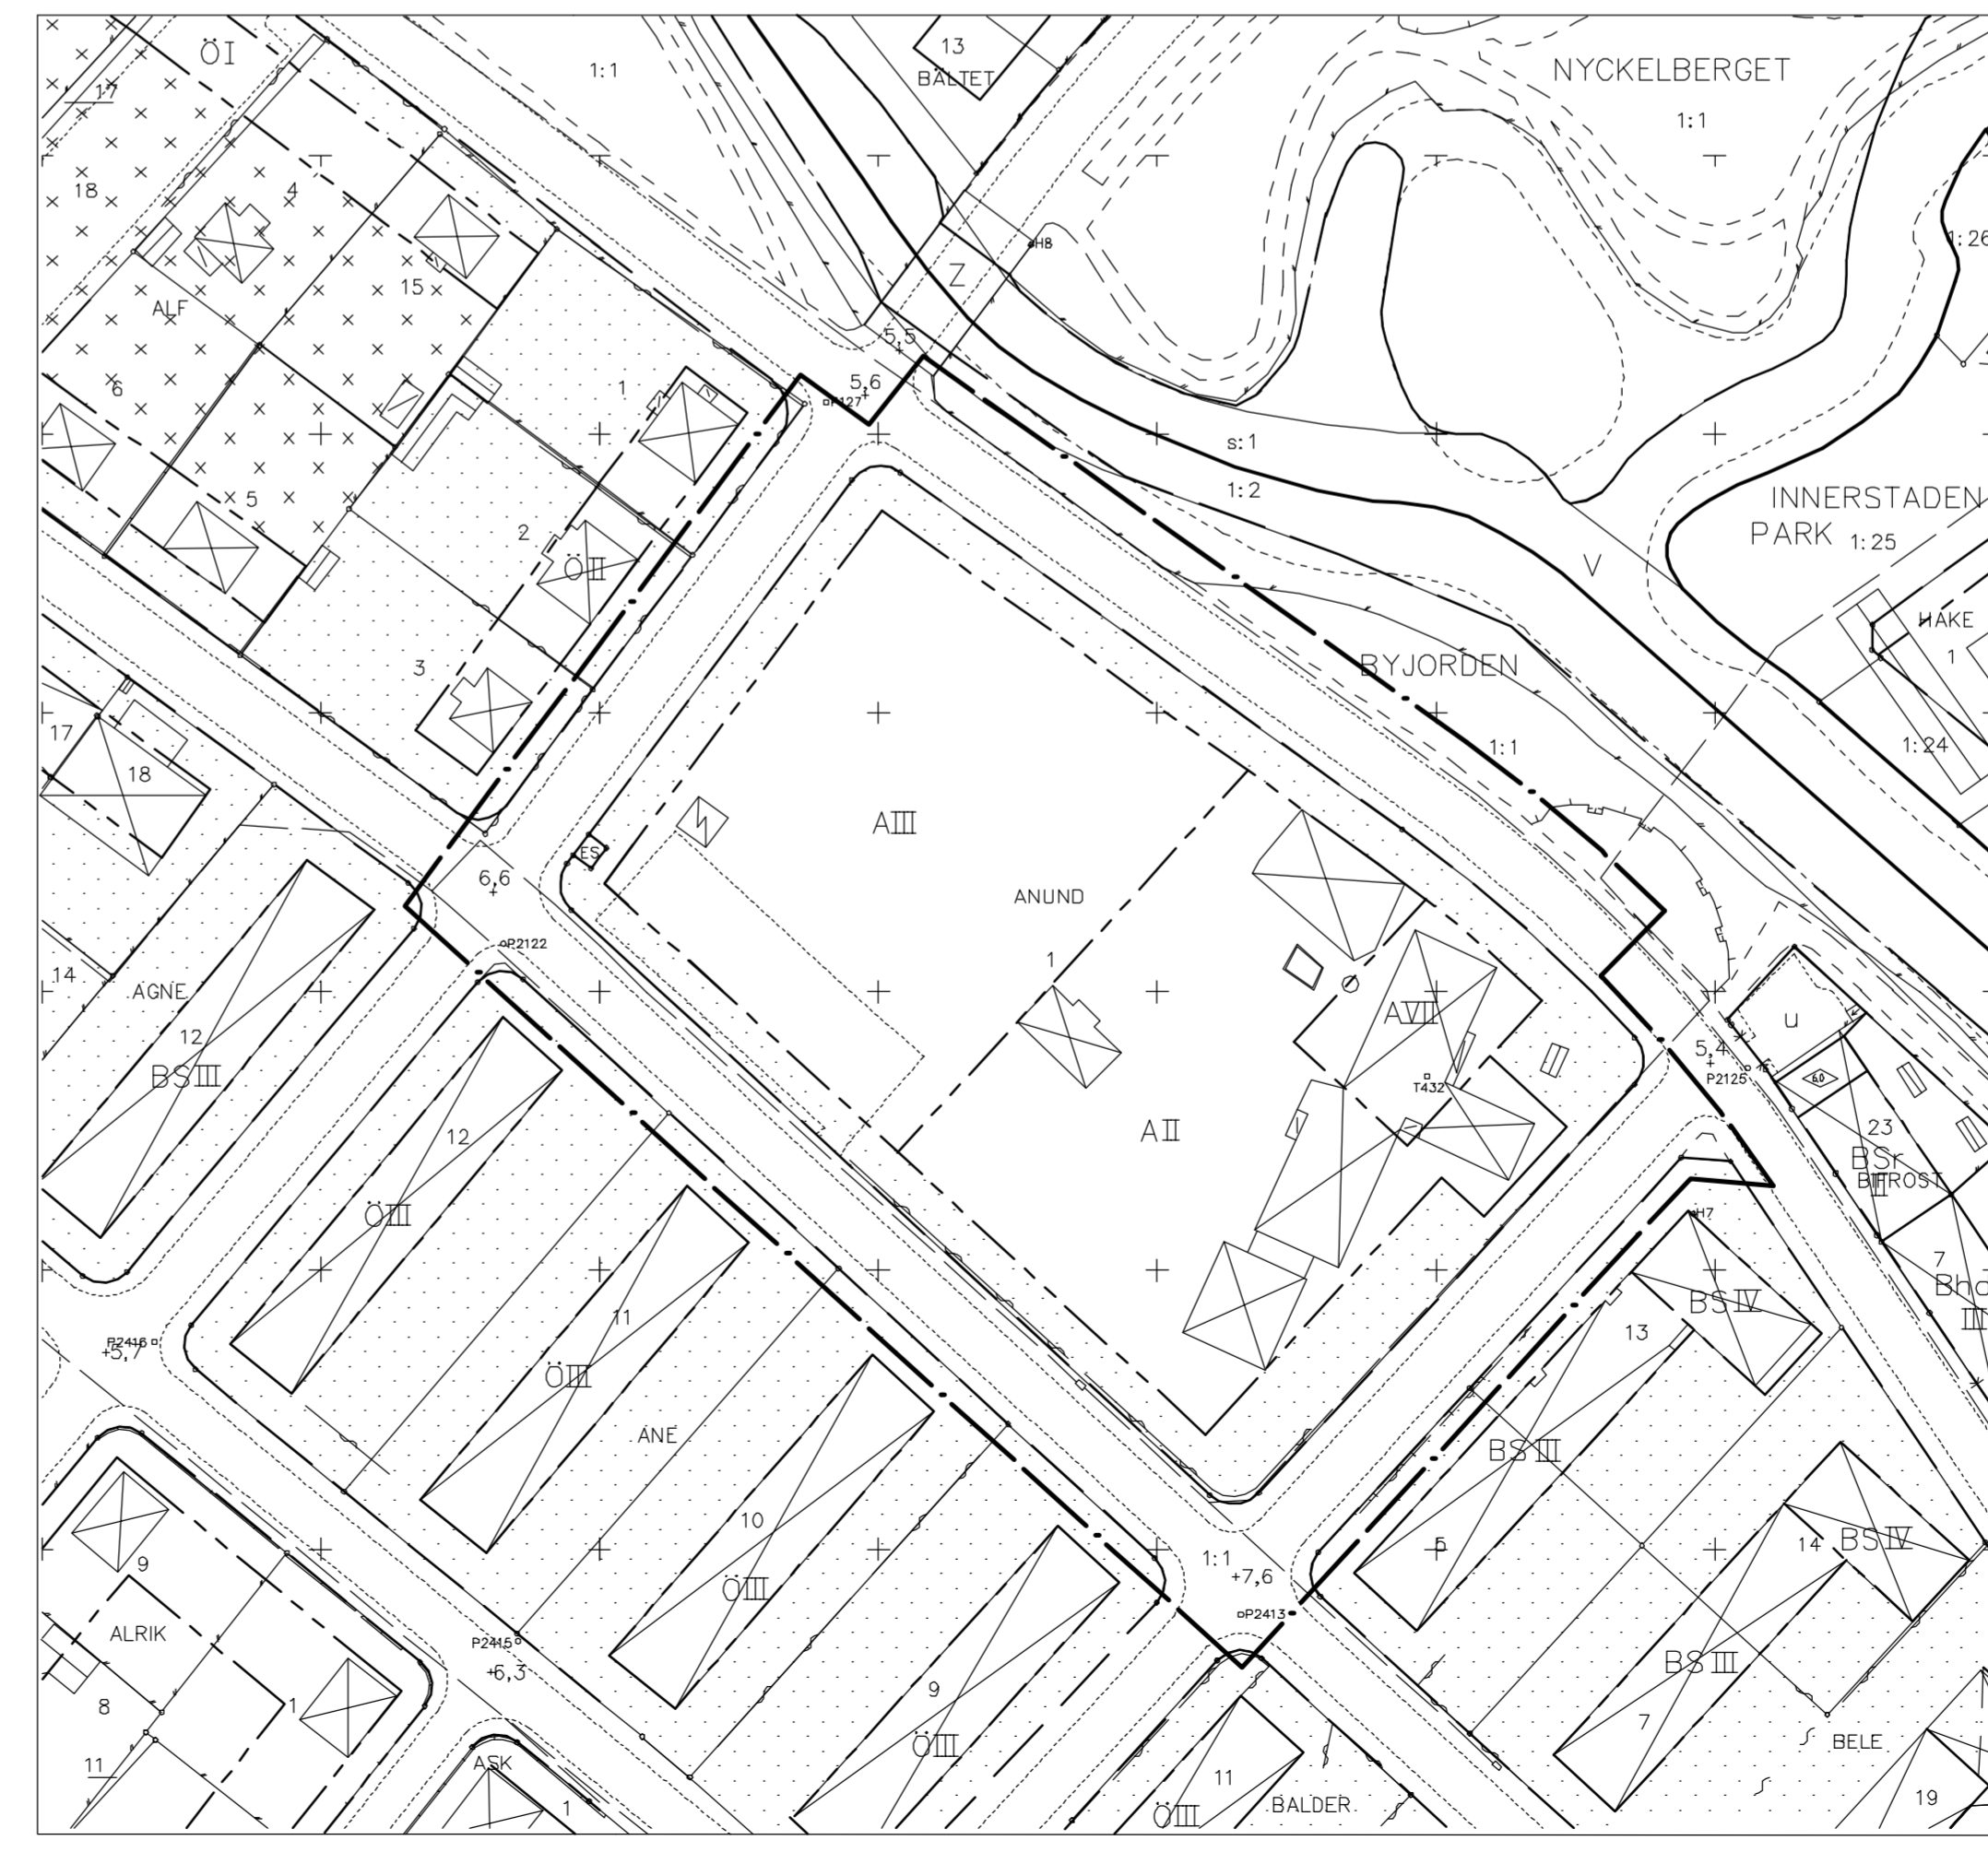 ÖI
1:1
13
BÄLTET
NYCKELBERGET
1:1
17
18
4
15
ALF
Z
H8
1:26
5,5
5,6
P127
6
1
s:1
1:2
5
2
ÖII
INNERSTADEN
PARK
1:25
V
HAKE
1
3
BYJORDEN
1:1
1:24
17
18
AIII
ES
6,6
ANUND
1
P2122
14
AGNE
12
BSIII
AVII
T432
u
5,4
P2125
6.0
12
AII
23
BSr
II
BIFROST
ÖIII
H7
7
III
P2416
+5,7
11
BSIV
13
ÖIII
ANE
BSIII
10
5
14
BSIV
9
1:1
+7,6
ÖIII
P2413
ALRIK
P2415
+6,3
BSIII
8
1
9
7
ÖIII
BELE
11
ASK
1
11
BALDER
ÖIII
19